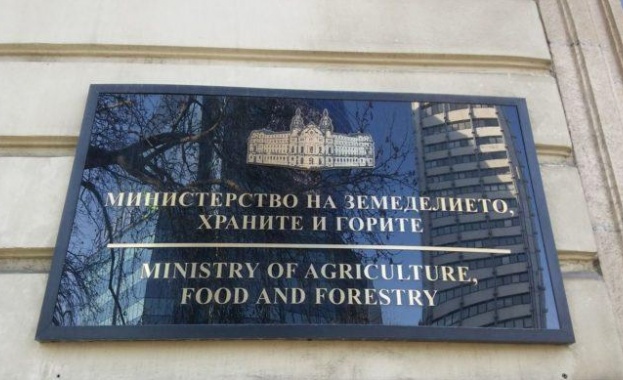 МИНИСТЕРСТВО НА ЗЕМЕДЕЛИЕТО,
ХРАНИТЕ И ГОРИТЕ
MINISTRY OF AGRICULTURE,
FOOD AND FORESTRY